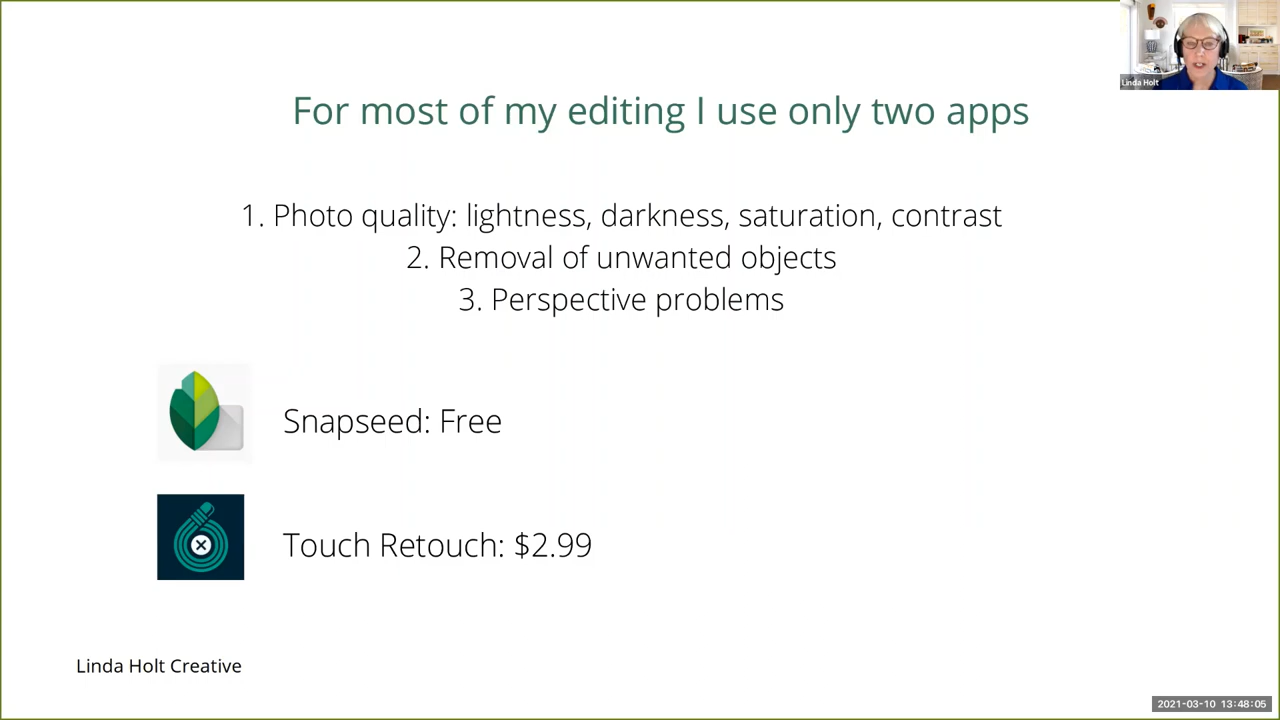 Linda Holt
For most of my editing I use only two apps
1. Photo quality: lightness, darkness, saturation, contrast
2. Removal of unwanted objects
3. Perspective problems
Snapseed: Free
Touch Retouch: $2.99
Linda Holt Creative
2021-03-10 13:48:05